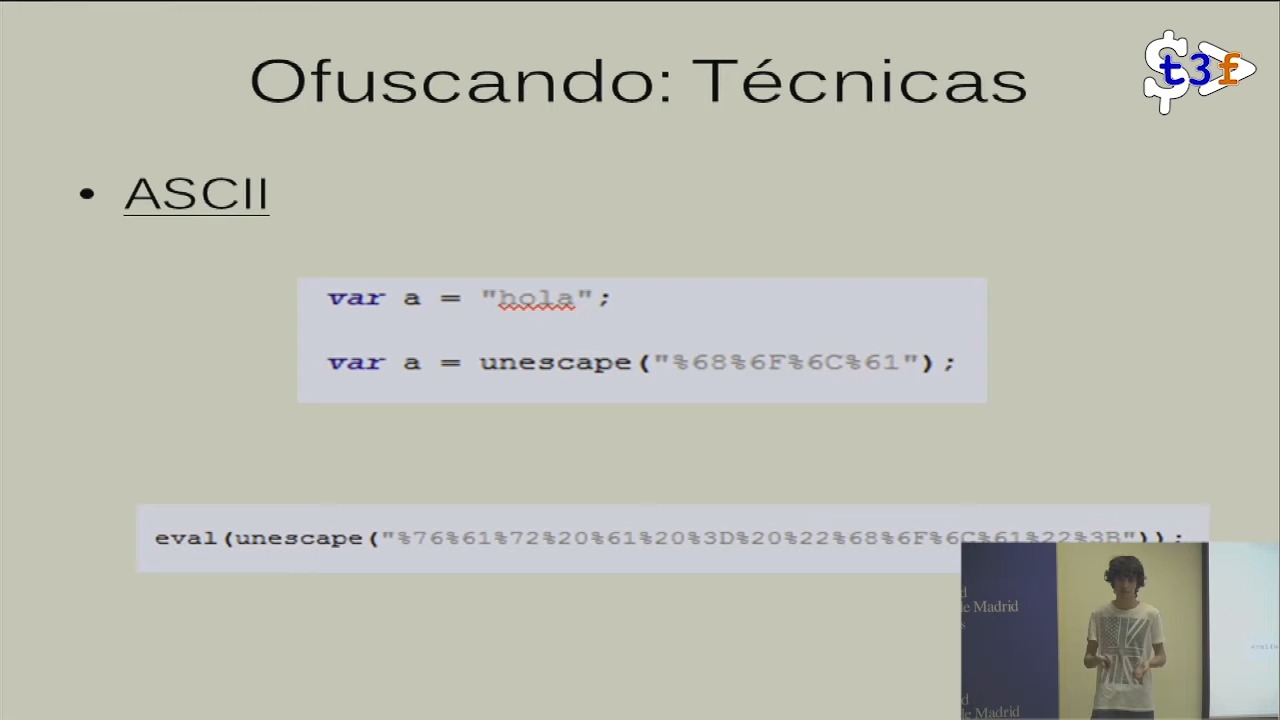 Ofuscando: Técnicas
$t3f
• ASCII
var a = "hola";
var a = unescape("%68%6F%6C%61");
eval(unescape("%76%61%72%20%61%20%3D%20%22%68%6F%6C%61%22%3B"));
de Madrid
de Madrid